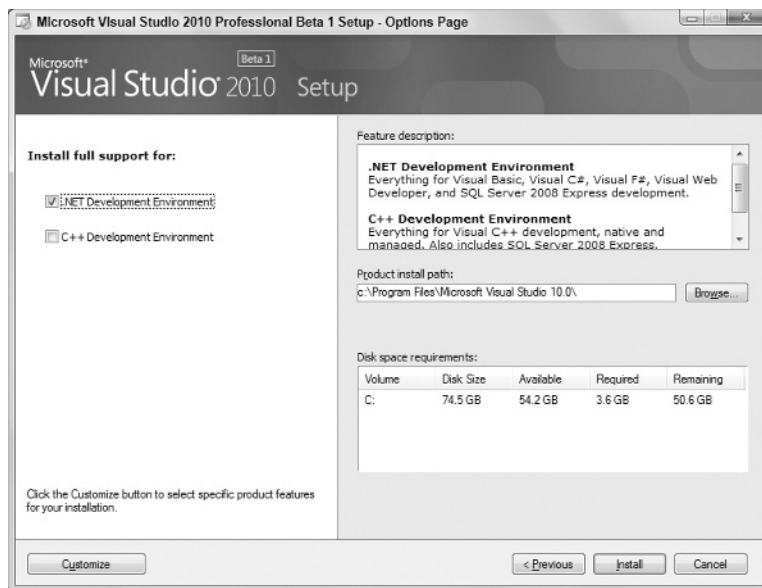 Microsoft Visual Studio 2010 Professional Beta 1 Setup - Options Page
Microsoft®
Beta 1
Visual Studio® 2010 Setup
Install full support for:
.NET Development Environment
C++ Development Environment
Click the Customize button to select specific product features
for your installation.
Feature description:
.NET Development Environment
Everything for Visual Basic, Visual C#, Visual F#, Visual Web
Developer, and SQL Server 2008 Express development.
C++ Development Environment
Everything for Visual C++ development, native and
managed. Also includes SQL Server 2008 Express.
Product install path:
c:\Program Files\Microsoft Visual Studio 10.0\
Browse...
Disk space requirements:
Volume Disk Size Available Required Remaining
C: 74.5 GB 54.2 GB 3.6 GB 50.6 GB
Customize
< Previous
Install
Cancel